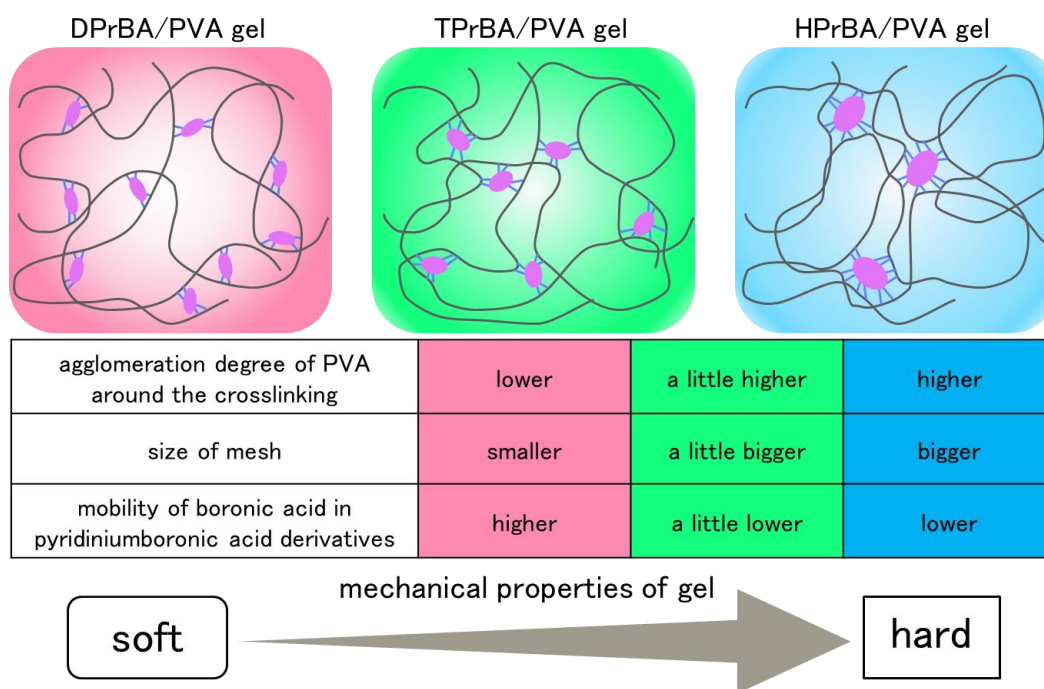 DPrBA/PVA gel
TPrBA/PVA gel
HPrBA/PVA gel
agglomeration degree of PVA
around the crosslinking
lower
a little higher
higher
size of mesh
smaller
a little bigger
bigger
mobility of boronic acid in
pyridiniumboronic acid derivatives
higher
a little lower
lower
mechanical properties of gel
soft
hard